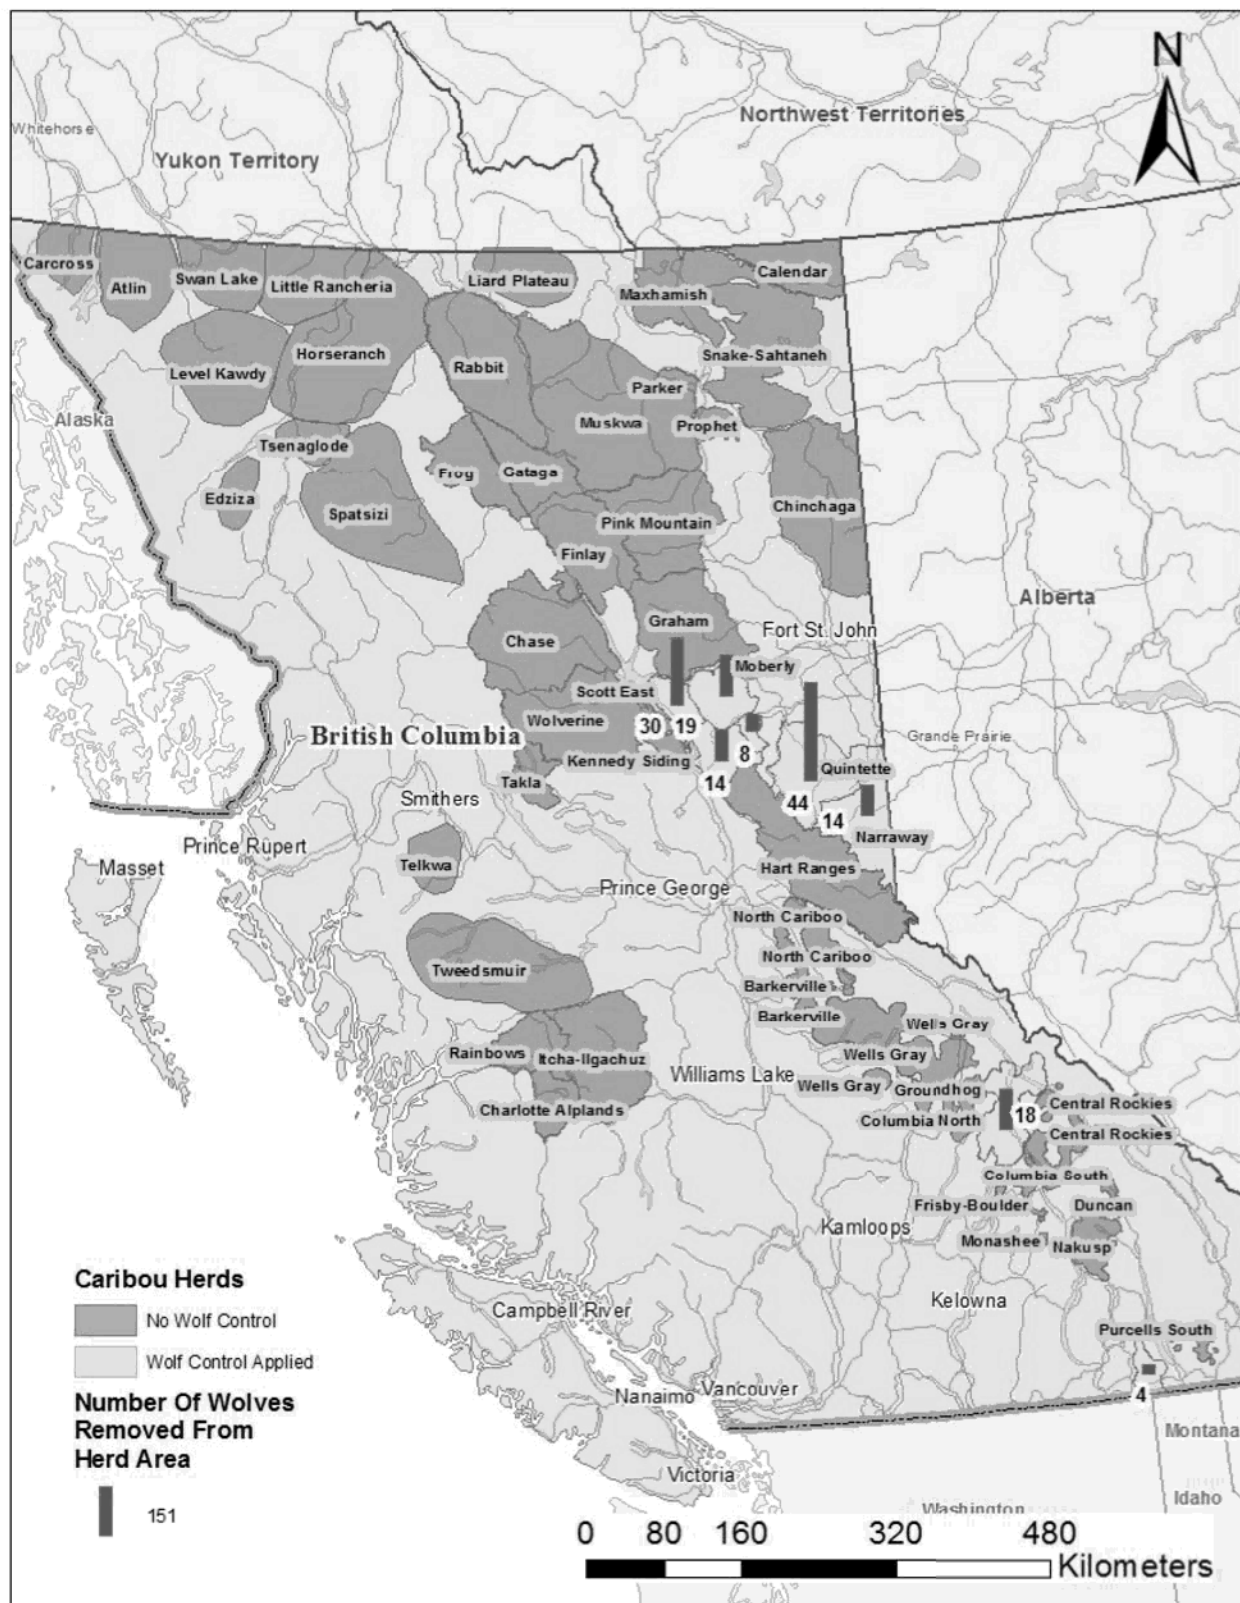 N
Northwest Territories
Whitehorse
Yukon Territory
Carcross
Atlin
Swan Lake
Little Rancheria
Liard Plateau
Calendar
Maxhamish
Level Kawdy
Horseranch
Rabbit
Snake-Sahtaneh
Parker
Alaska
Muskwa
Prophet
Tsenaglode
Frog
Gataga
Edziza
Spatsizi
Chinchaga
Pink Mountain
Finlay
Alberta
Graham
Fort St. John
Chase
Moberly
Scott East
Wolverine
30
19
British Columbia
Grande Prairie
8
Kennedy Siding
Quintette
Takla
14
44
Smithers
14
Narraway
Prince Rupert
Masset
Telkwa
Hart Ranges
Prince George
North Cariboo
North Cariboo
Tweedsmuir
Barkerville
Barkerville
Wells Gray
Rainbows
Itcha-Ilgachuz
Wells Gray
Williams Lake
Wells Gray
Groundhog
Charlotte Alplands
Columbia North
18
Central Rockies
Central Rockies
Columbia South
Frisby-Boulder
Duncan
Kamloops
Monashee
Nakusp
Caribou Herds
No Wolf Control
Wolf Control Applied
Campbell River
Kelowna
Purcells South
Number Of Wolves
Removed From
Herd Area
151
Nanaimo
Vancouver
4
Montana
Victoria
Idaho
Washington
0 80 160 320 480
Kilometers